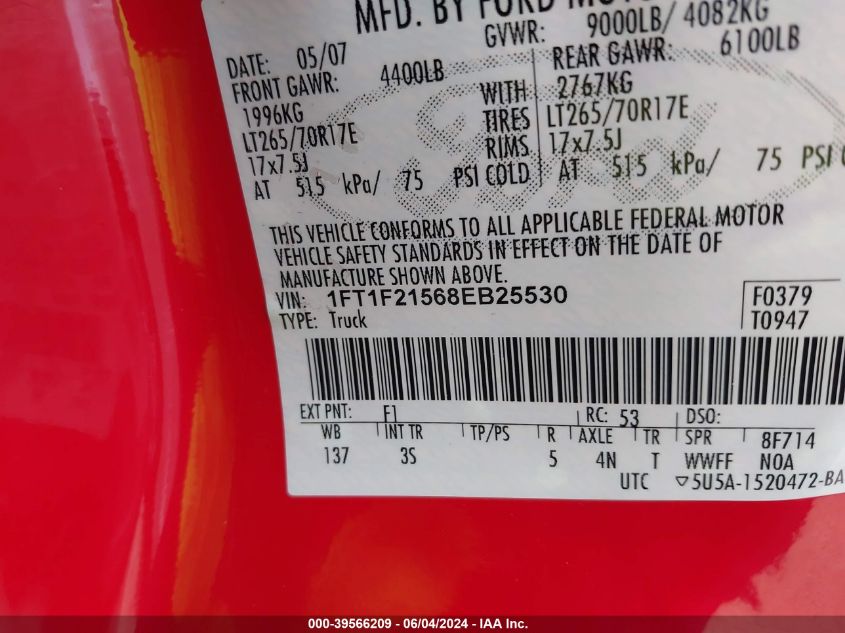 MFD. BY FORD MOTO
DATE: 05/07 GVWR: 9000LB/ 4082KG
FRONT GAWR: 4400LB REAR GAWR: 6100LB
1996KG WITH 2767KG
LT265/70R17E TIRES LT265/70R17E
17x7.5J RIMS 17x7.5J
AT 515 kPa/ 75 PSI COLD AT 515 kPa/ 75 PSI C
THIS VEHICLE CONFORMS TO ALL APPLICABLE FEDERAL MOTOR
VEHICLE SAFETY STANDARDS IN EFFECT ON THE DATE OF
MANUFACTURE SHOWN ABOVE.
VIN: 1FT1F21568EB25530 F0379
TYPE: Truck T0947
EXT PNT: F1 RC: 53 DSO:
WB INT TR TP/PS R AXLE TR SPR 8F714
137 3S 5 4N T WWFF NOA
UTC ▽5U5A-1520472-BA
000-39566209 - 06/04/2024 - IAA Inc.